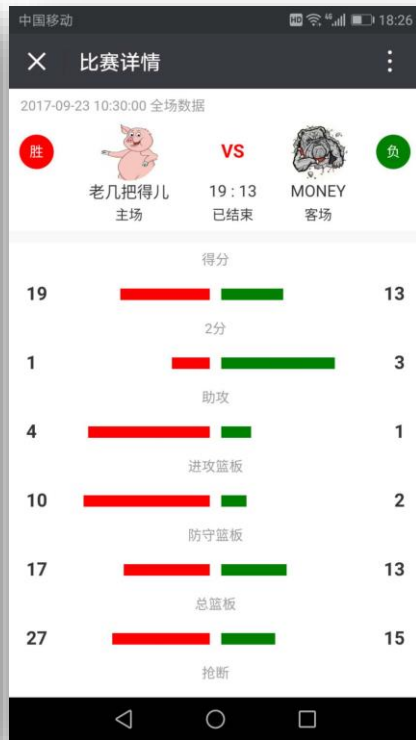 中国移动 HD 18:26
比赛详情
2017-09-23 10:30:00 全场数据
胜 VS 负
老几把得儿 19 : 13 MONEY
主场 已结束 客场
得分
19 13
2分
1 3
助攻
4 1
进攻篮板
10 2
防守篮板
17 13
总篮板
27 15
抢断